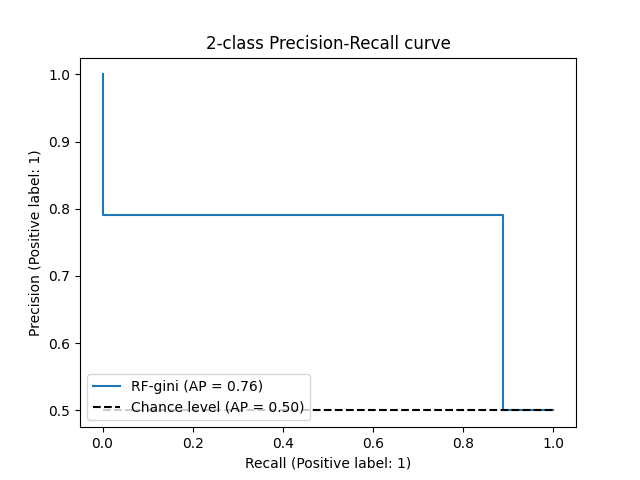 2-class Precision-Recall curve
1.0
0.9
0.8
0.7
0.6
0.5
Precision (Positive label: 1)
RF-gini (AP = 0.76)
Chance level (AP = 0.50)
0.0 0.2 0.4 0.6 0.8 1.0
Recall (Positive label: 1)